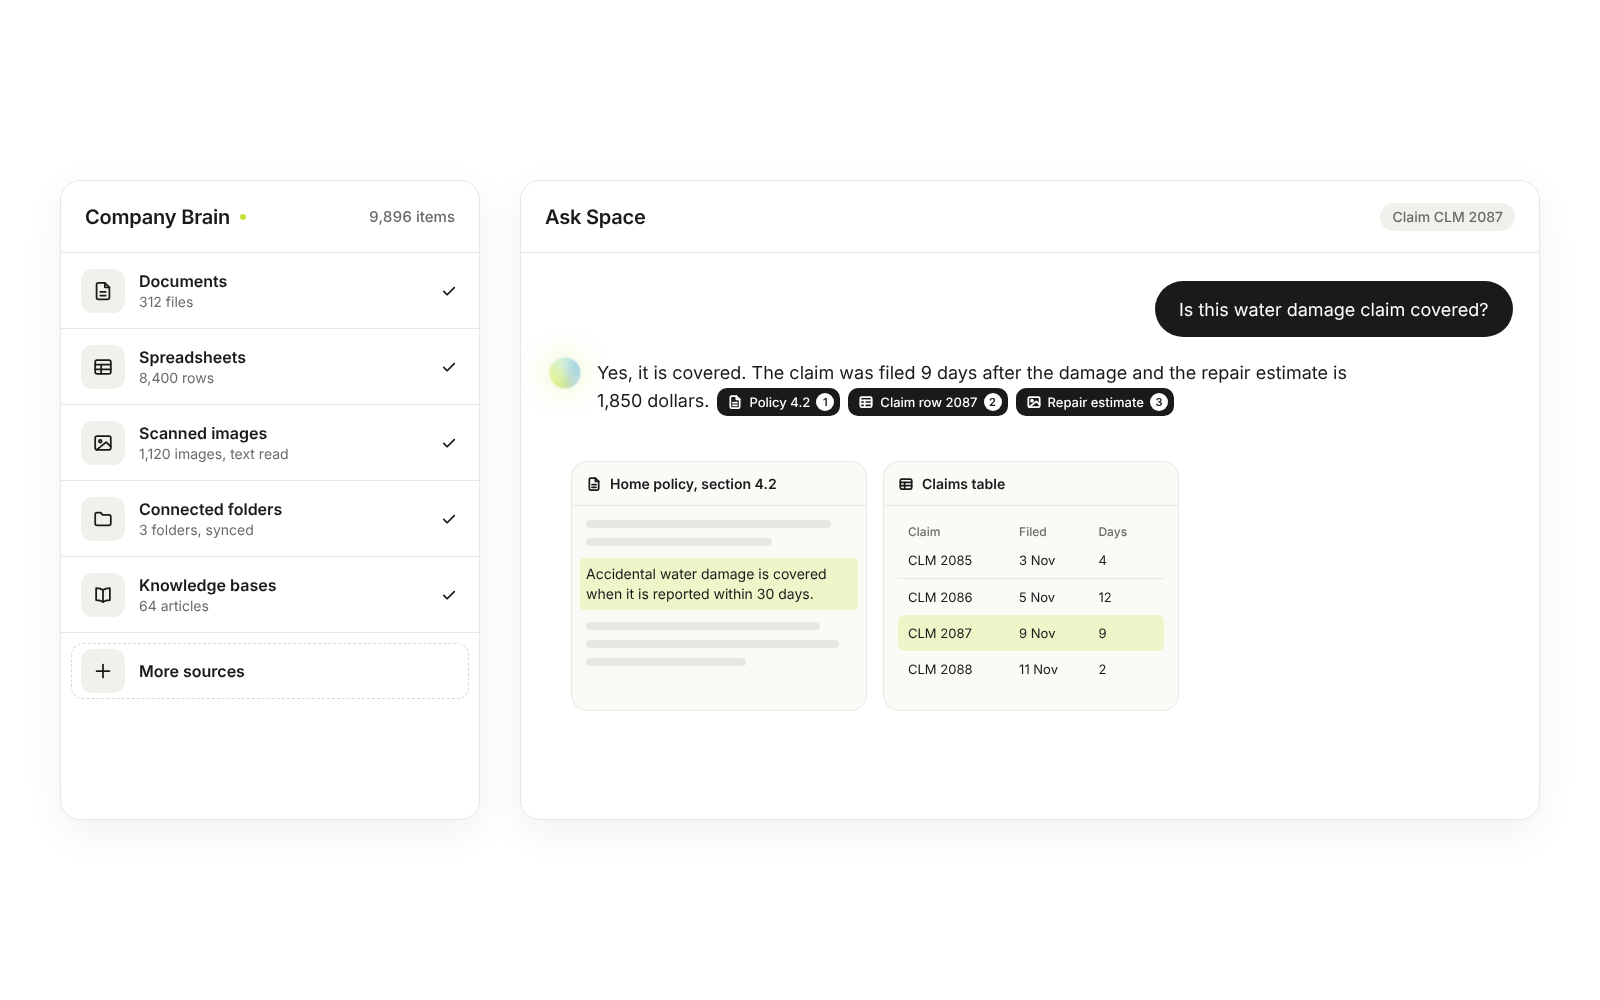 Company Brain
9,896 items
Documents
312 files
Spreadsheets
8,400 rows
Scanned images
1,120 images, text read
Connected folders
3 folders, synced
Knowledge bases
64 articles
More sources
Ask Space
Claim CLM 2087
Is this water damage claim covered?
Yes, it is covered. The claim was filed 9 days after the damage and the repair estimate is
1,850 dollars. Policy 4.2 1 Claim row 2087 2 Repair estimate 3
Home policy, section 4.2
Accidental water damage is covered
when it is reported within 30 days.
Claims table
Claim Filed Days
CLM 2085 3 Nov 4
CLM 2086 5 Nov 12
CLM 2087 9 Nov 9
CLM 2088 11 Nov 2